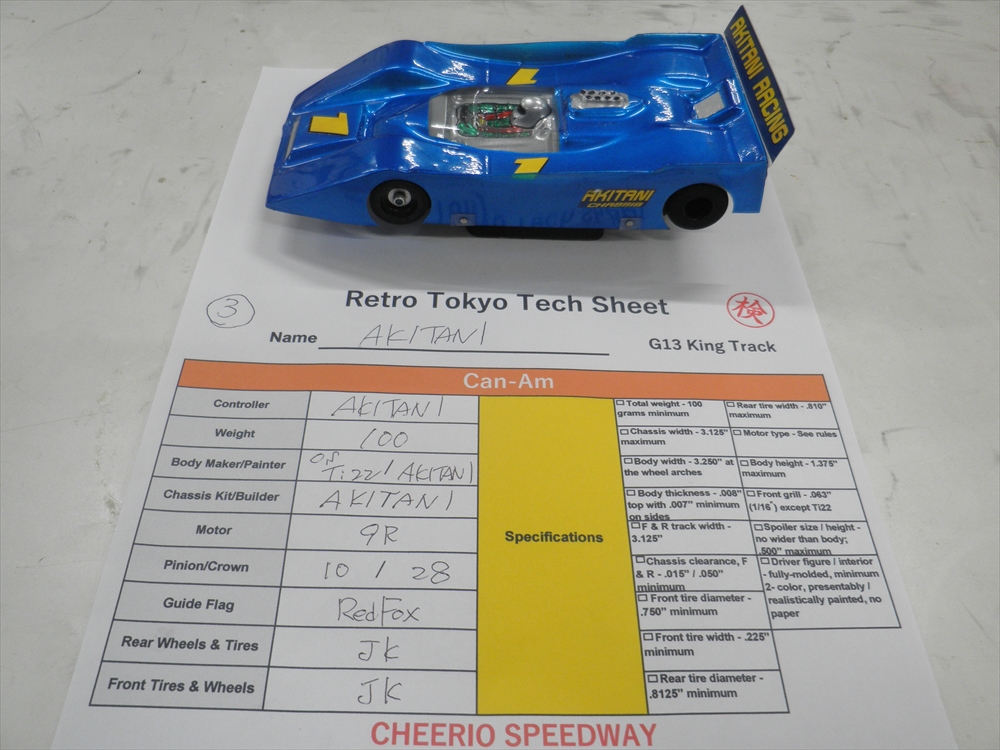 AKITANI RACING
1
1
1
AKITANI
CHASSIS
3
Retro Tokyo Tech Sheet
検
Name AKITANI
G13 King Track
Can-Am
Controller AKITANI
Weight 100
Body Maker/Painter Ti22/ AKITANI
Chassis Kit/Builder AKITANI
Motor 9R
Pinion/Crown 10 / 28
Guide Flag RedFox
Rear Wheels & Tires JK
Front Tires & Wheels JK
Specifications
Total weight - 100
grams minimum
Chassis width - 3.125"
maximum
Body width - 3.250" at
the wheel arches
Body thickness - .008"
top with .007" minimum
on sides
F & R track width -
3.125"
Chassis clearance, F
& R - .015" / .050"
minimum
Front tire diameter -
.750" minimum
Front tire width - .225"
minimum
Rear tire diameter -
.8125" minimum
Rear tire width - .810"
maximum
Motor type - See rules
Body height - 1.375"
maximum
Front grill - .063"
(1/16") except Ti22
Spoiler size / height -
no wider than body;
.500" maximum
Driver figure / interior
- fully-molded, minimum
2- color, presentably /
realistically painted, no
paper
CHEERIO SPEEDWAY